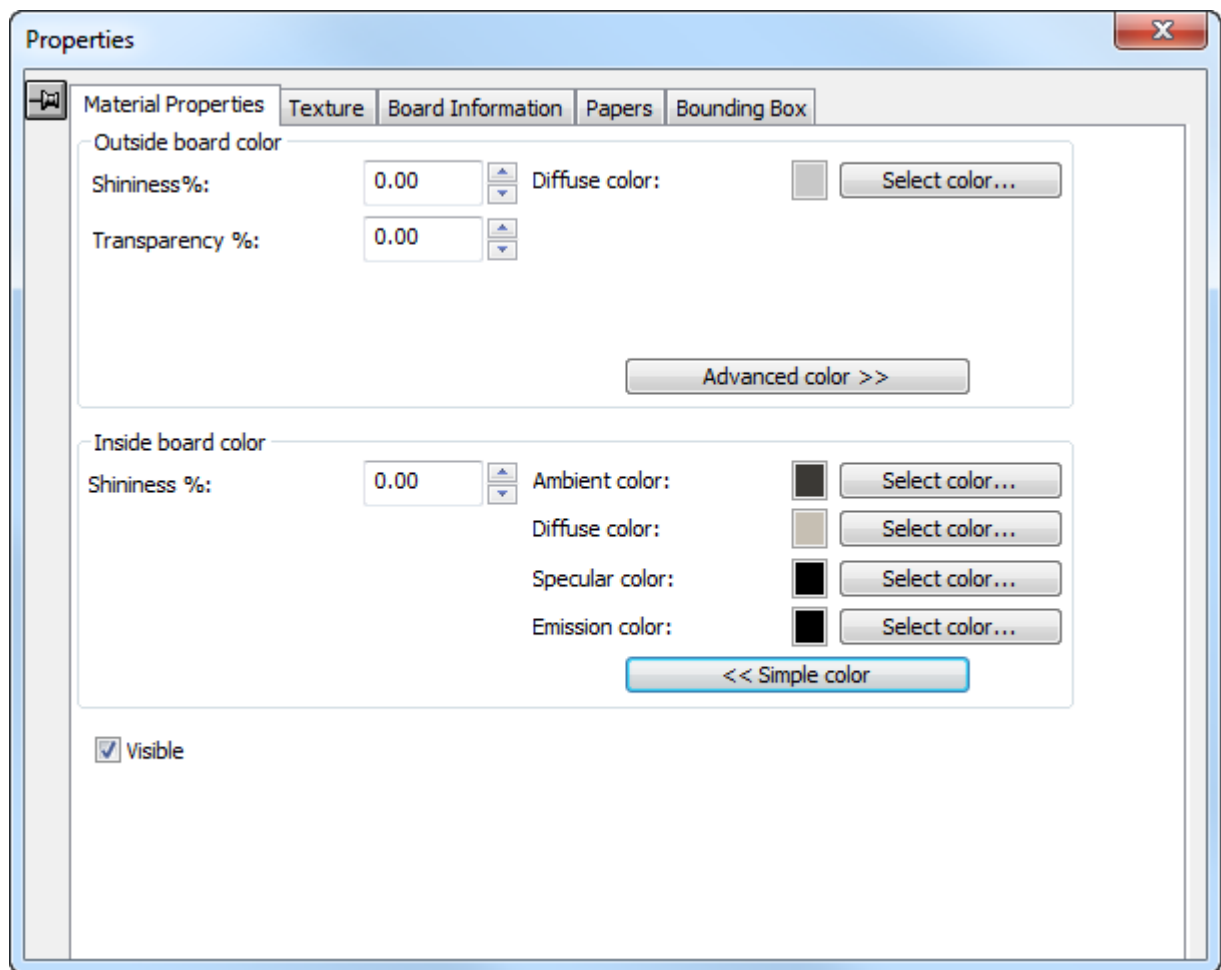 Properties
Material Properties Texture Board Information Papers Bounding Box
Outside board color
Shininess%: 0.00 Diffuse color: Select color...
Transparency %: 0.00
Advanced color >>
Inside board color
Shininess %: 0.00 Ambient color: Select color...
Diffuse color: Select color...
Specular color: Select color...
Emission color: Select color...
<< Simple color
Visible